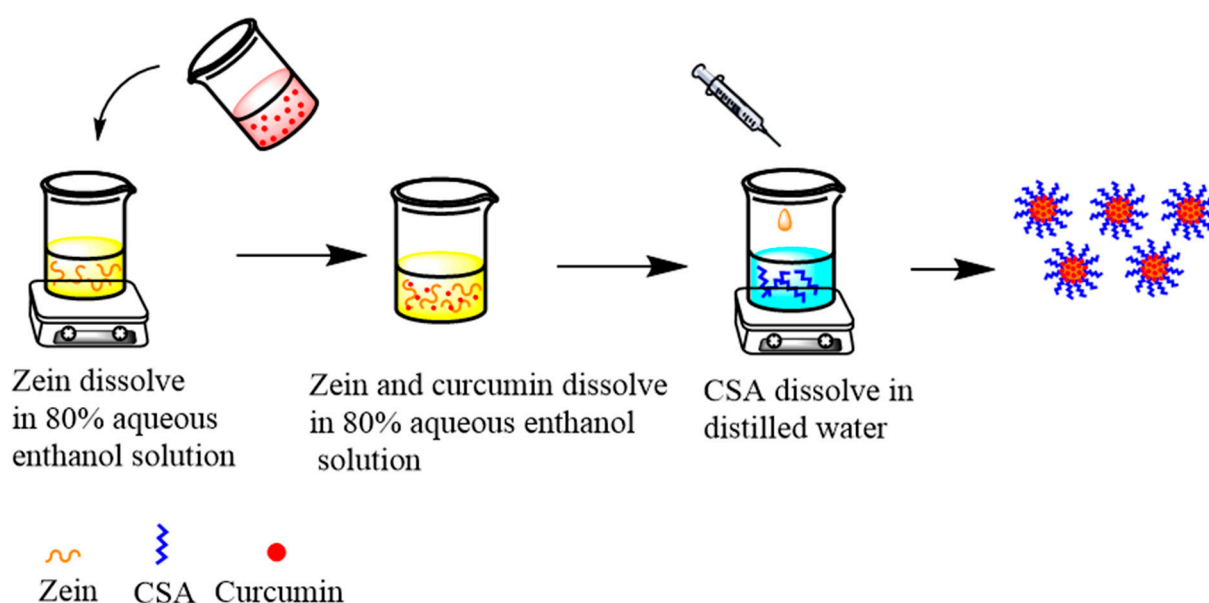 Zein dissolve
in 80% aqueous
enthanol solution
Zein and curcumin dissolve
in 80% aqueous enthanol
solution
CSA dissolve in
distilled water
Zein
CSA
Curcumin